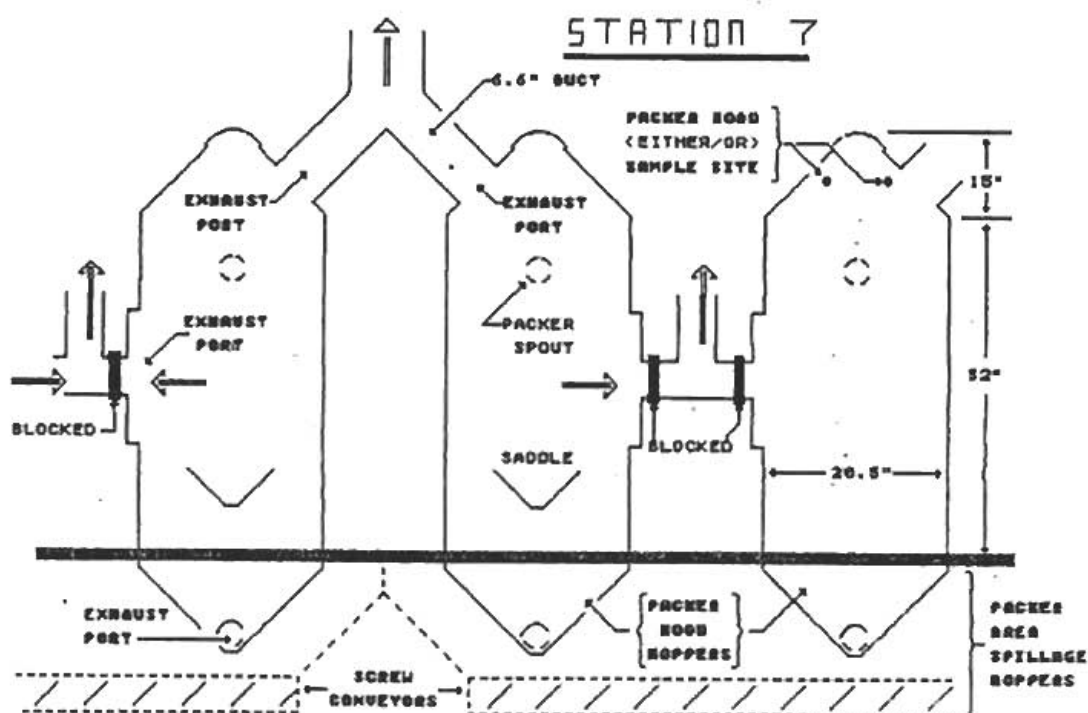 STATION 7
6.6" DUCT
PACKER HOOD
(EITHER/OR)
SAMPLE SITE
15"
EXHAUST
PORT
EXHAUST
PORT
EXHAUST
PORT
PACKER
SPOUT
52"
BLOCKED
BLOCKED
SADDLE
20.5"
EXHAUST
PORT
PACKER
HOOD
HOPPERS
PACKER
AREA
SPILLAGE
HOPPERS
SCREW
CONVEYORS